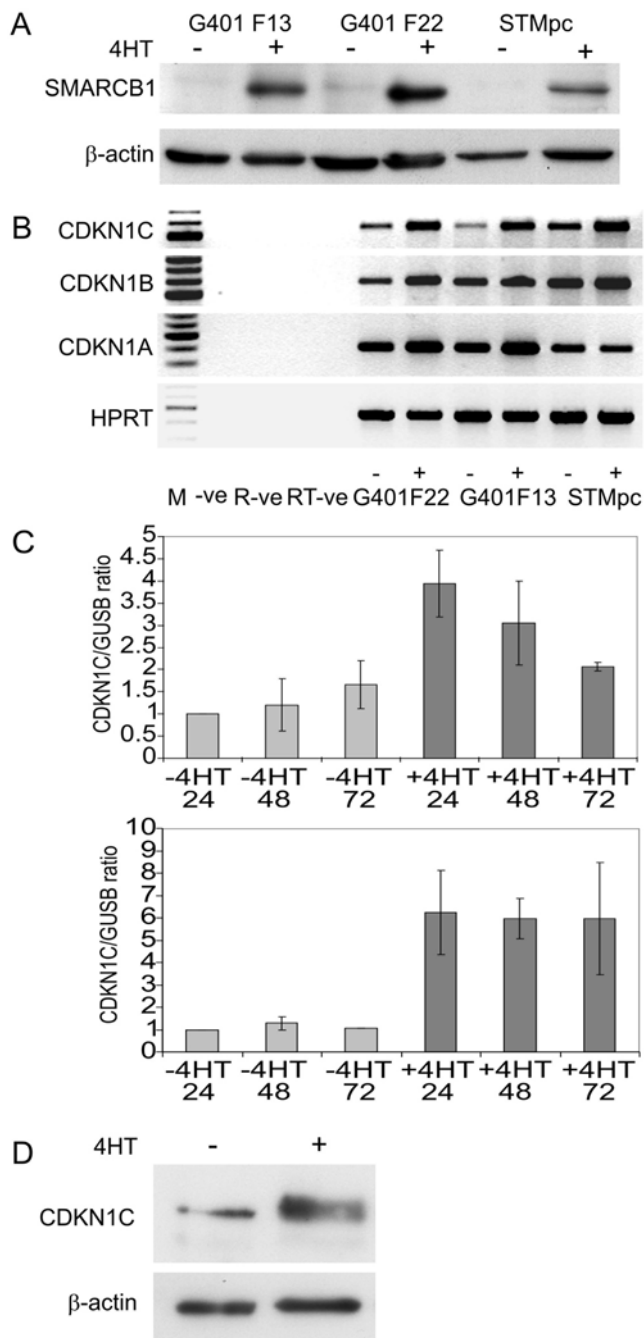 A
G401 F13 G401 F22 STMpc
4HT - + - + - +
SMARCB1
β-actin
B
CDKN1C
CDKN1B
CDKN1A
HPRT
- + - + - +
M -ve R-ve RT-ve G401F22 G401F13 STMpc
C
CDKN1C/GUSB ratio
5
4.5
4
3.5
3
2.5
2
1.5
1
0.5
0
-4HT -4HT -4HT +4HT +4HT +4HT
24 48 72 24 48 72
CDKN1C/GUSB ratio
10
9
8
7
6
5
4
3
2
1
0
-4HT -4HT -4HT +4HT +4HT +4HT
24 48 72 24 48 72
D
4HT - +
CDKN1C
β-actin